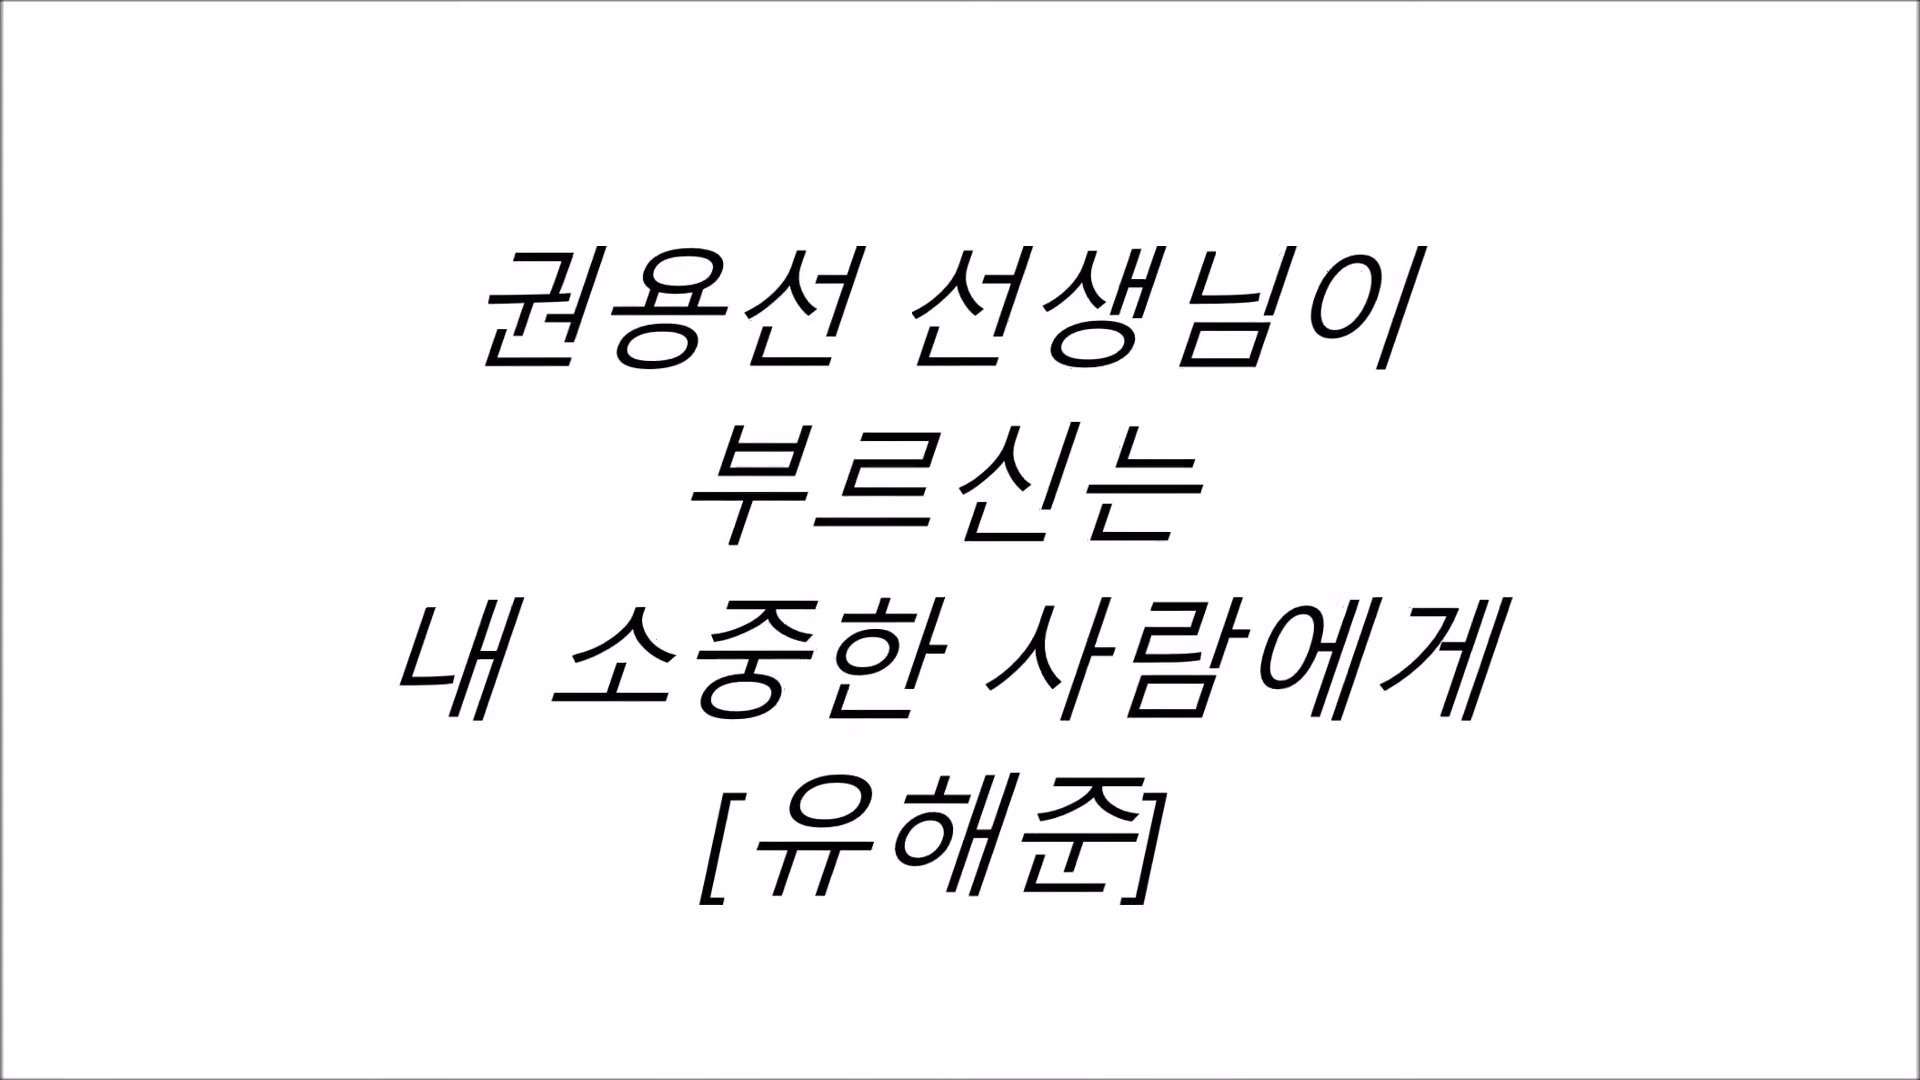 권용선 선생님이
부르신는
내 소중한 사람에게
[유해준]